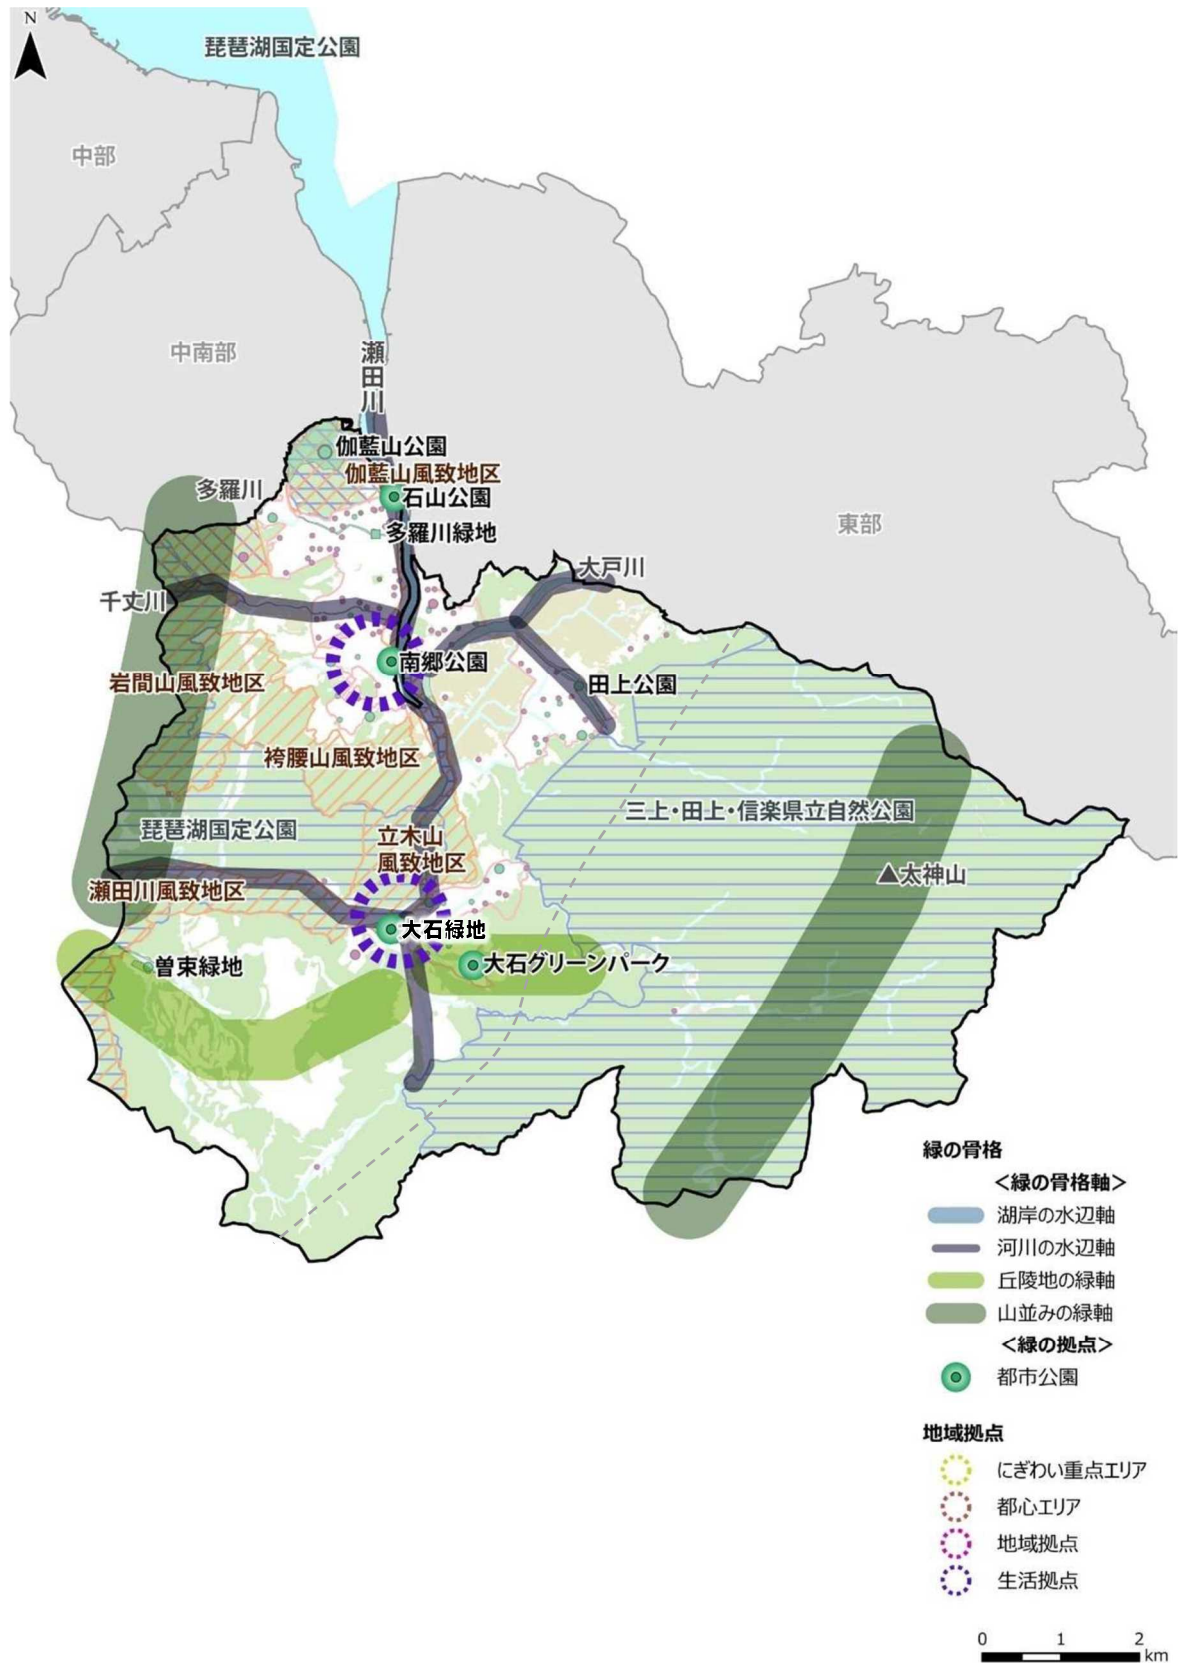 N
琵琶湖国定公園
中部
中南部
瀬田川
伽藍山公園
伽藍山風致地区
多羅川
石山公園
多羅川緑地
東部
大戸川
千丈川
南郷公園
岩間山風致地区
田上公園
袴腰山風致地区
三上・田上・信楽県立自然公園
琵琶湖国定公園
立木山
風致地区
▲太神山
瀬田川風致地区
大石緑地
曽束緑地
大石グリーンパーク
緑の骨格
＜緑の骨格軸＞
湖岸の水辺軸
河川の水辺軸
丘陵地の緑軸
山並みの緑軸
＜緑の拠点＞
都市公園
地域拠点
にぎわい重点エリア
都心エリア
地域拠点
生活拠点
0 1 2
km